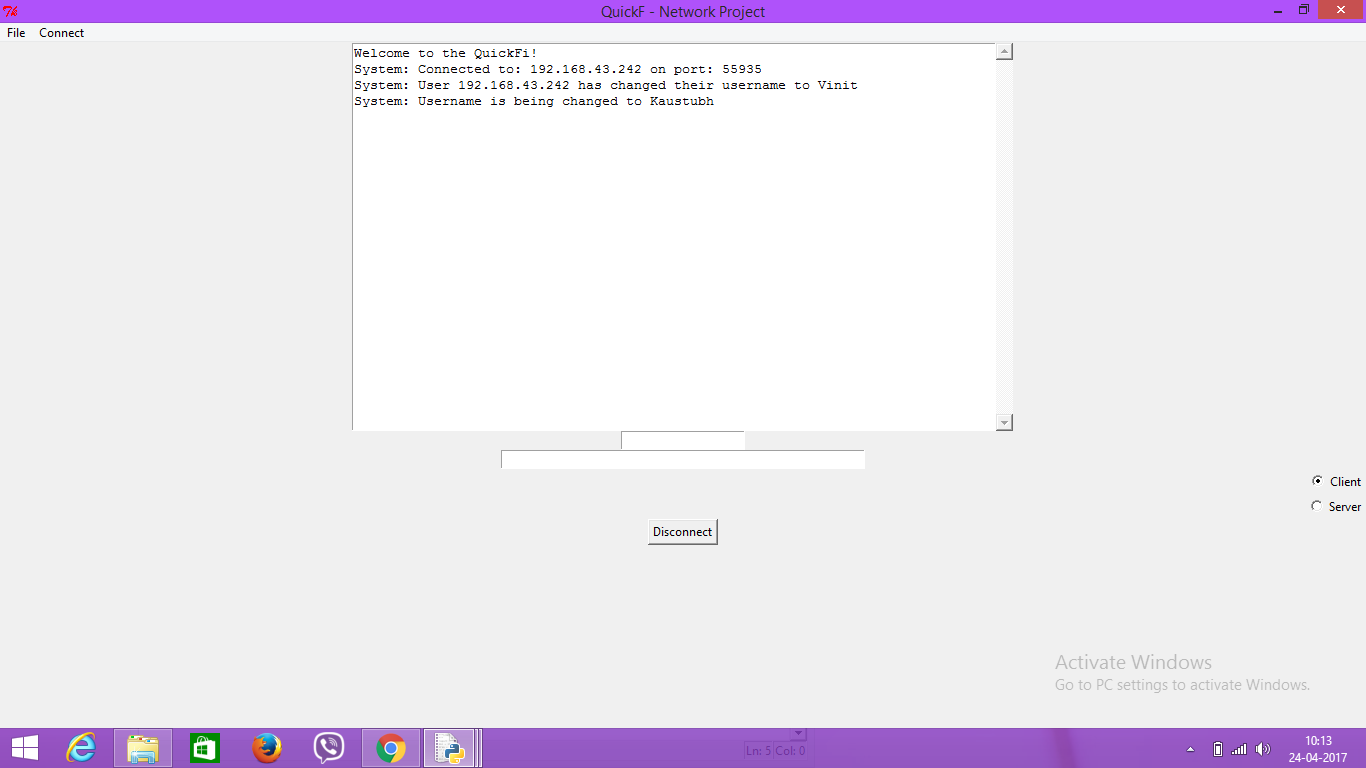 QuickF - Network Project
File Connect
Welcome to the QuickFi!
System: Connected to: 192.168.43.242 on port: 55935
System: User 192.168.43.242 has changed their username to Vinit
System: Username is being changed to Kaustubh
Client
Server
Disconnect
Activate Windows
Go to PC settings to activate Windows.
Ln: 5 Col: 0
10:13
24-04-2017